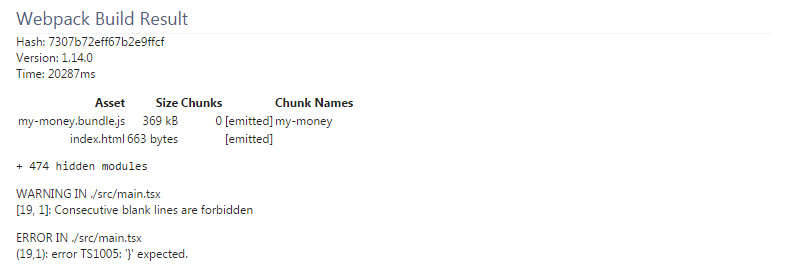 Webpack Build Result
Hash: 7307b72eff67b2e9ffcf
Version: 1.14.0
Time: 20287ms
Asset Size Chunks Chunk Names
my-money.bundle.js 369 kB 0 [emitted] my-money
index.html 663 bytes [emitted]
+ 474 hidden modules
WARNING IN ./src/main.tsx
[19, 1]: Consecutive blank lines are forbidden
ERROR IN ./src/main.tsx
(19,1): error TS1005: '}' expected.